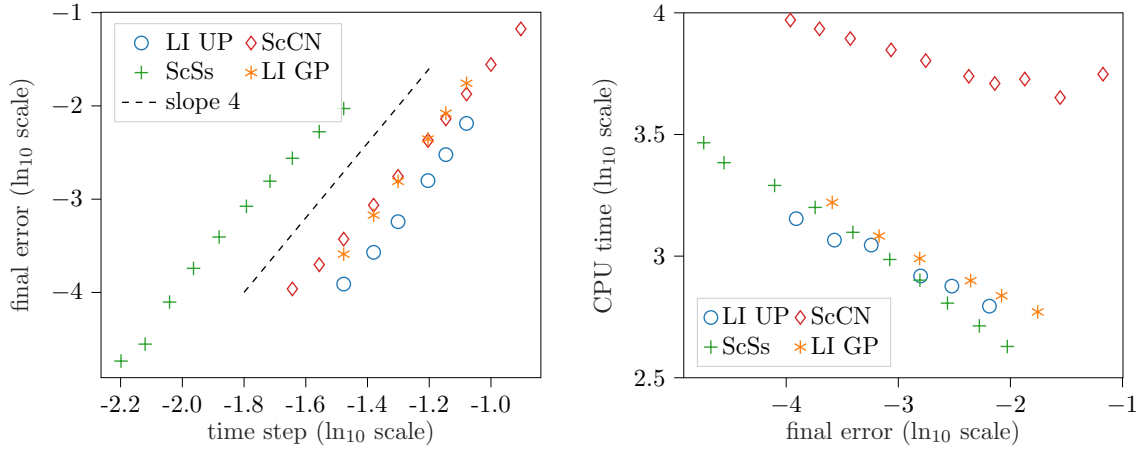 −1
−2
−3
−4
final error (ln10 scale)
LI UP ScCN
ScSs LI GP
slope 4
-2.2 -2.0 -1.8 -1.6 -1.4 -1.2 -1.0
time step (ln10 scale)
4
3.5
3
2.5
CPU time (ln10 scale)
LI UP ScCN
ScSs LI GP
−4 −3 −2 −1
final error (ln10 scale)